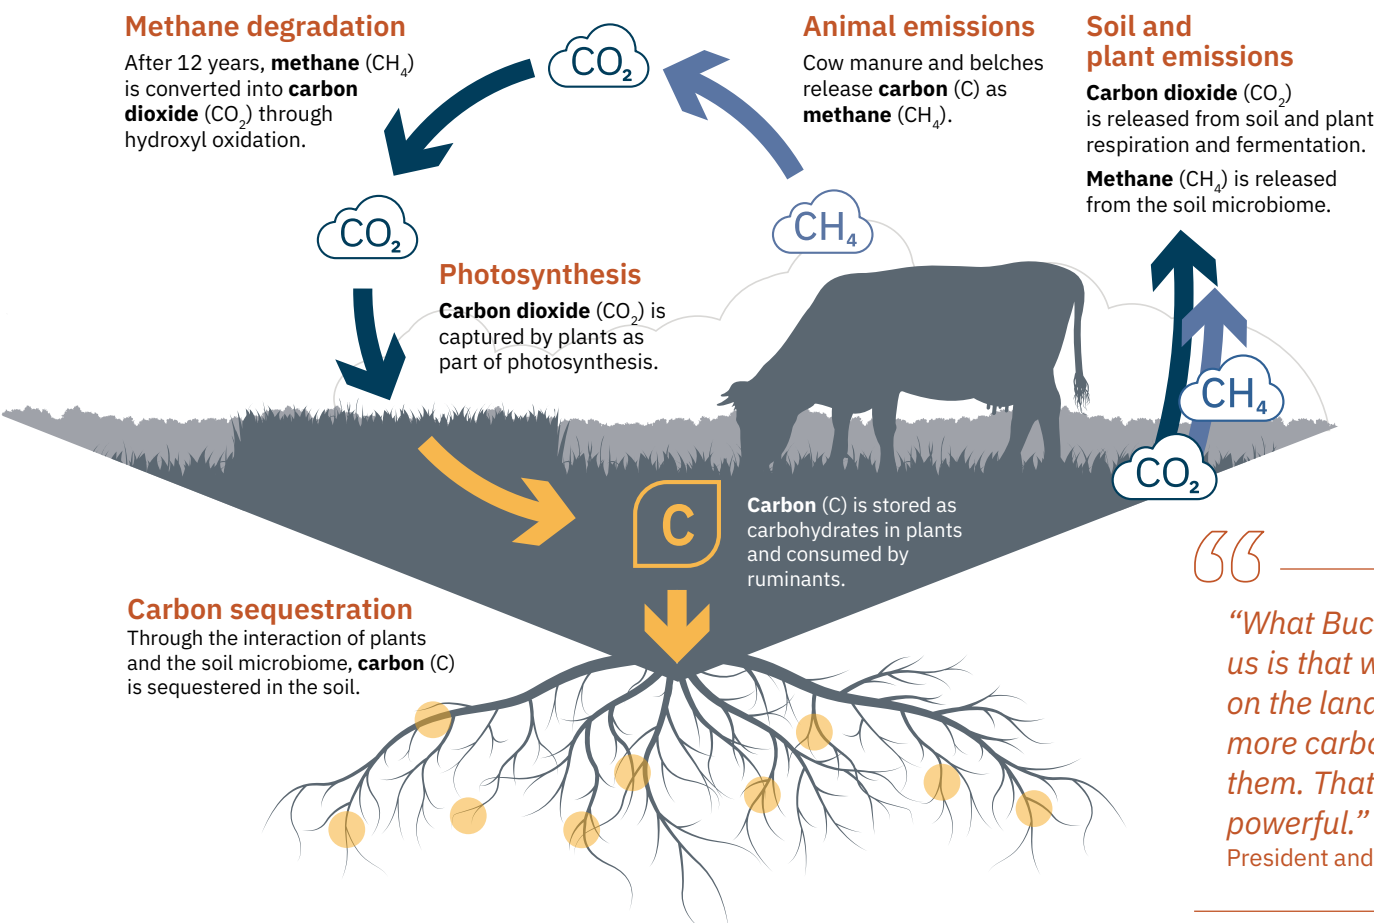 Methane degradation
After 12 years, methane (CH₄)
is converted into carbon
dioxide (CO₂) through
hydroxyl oxidation.
CO₂
Animal emissions
Cow manure and belches
release carbon (C) as
methane (CH₄).
Soil and
plant emissions
Carbon dioxide (CO₂)
is released from soil and plant
respiration and fermentation.
Methane (CH₄) is released
from the soil microbiome.
CO₂
CH₄
Photosynthesis
Carbon dioxide (CO₂) is
captured by plants as
part of photosynthesis.
CH₄
CO₂
C
Carbon (C) is stored as
carbohydrates in plants
and consumed by
ruminants.
Carbon sequestration
Through the interaction of plants
and the soil microbiome, carbon (C)
is sequestered in the soil.
“
“What Buc
us is that w
on the land
more carbo
them. That
powerful.”
President and